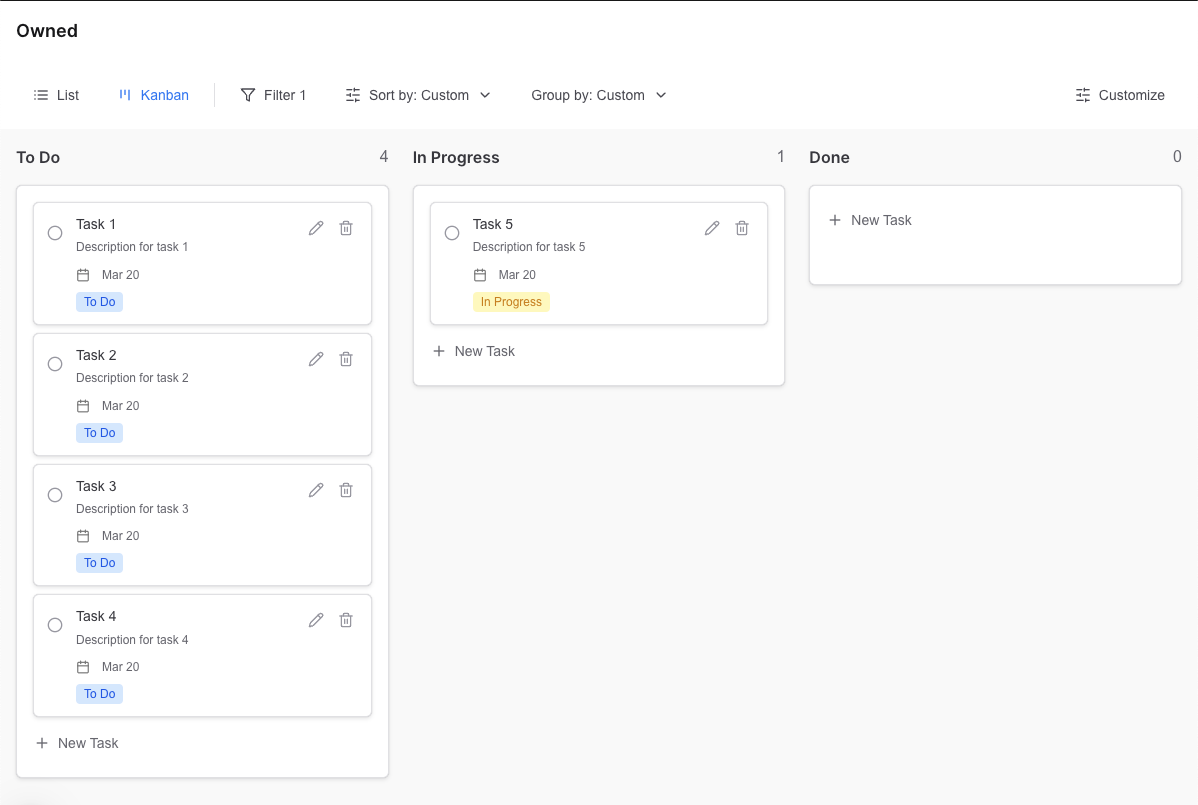 Owned
List Kanban Filter 1 Sort by: Custom Group by: Custom Customize
To Do 4
Task 1
Description for task 1
Mar 20
To Do
Task 2
Description for task 2
Mar 20
To Do
Task 3
Description for task 3
Mar 20
To Do
Task 4
Description for task 4
Mar 20
To Do
New Task
In Progress 1
Task 5
Description for task 5
Mar 20
In Progress
New Task
Done 0
New Task